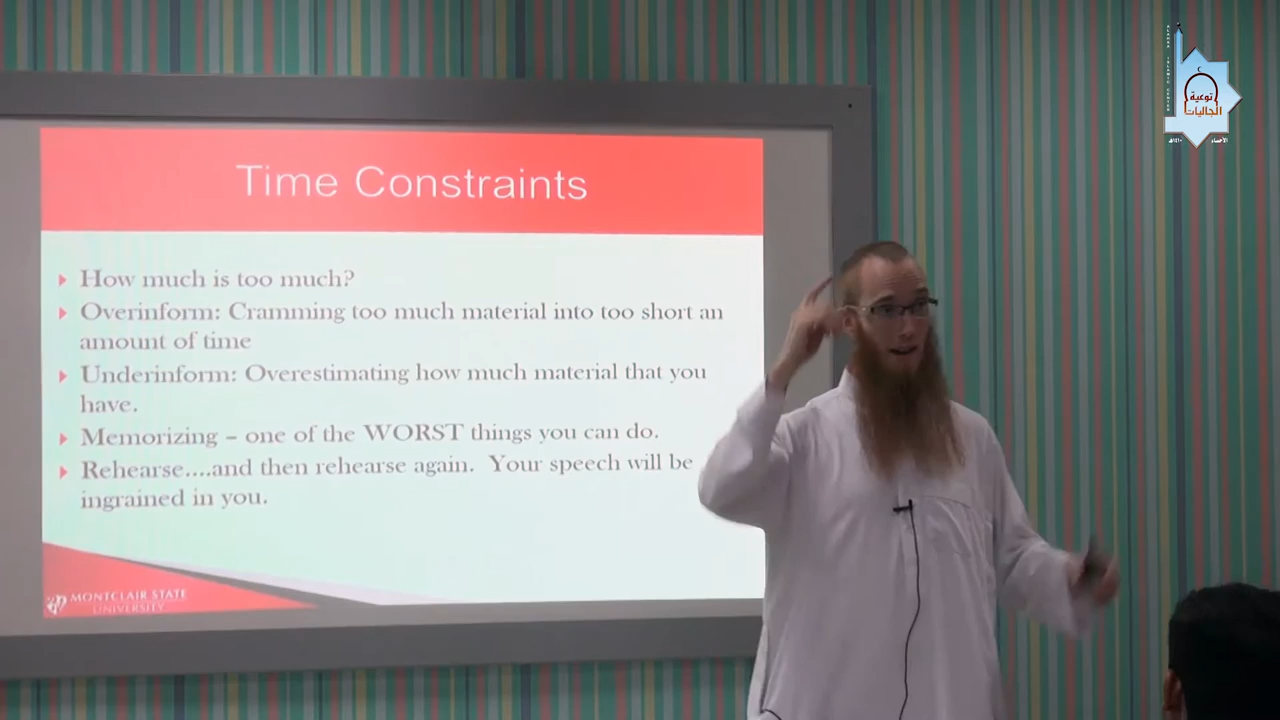 Time Constraints
How much is too much?
Overinform: Cramming too much material into too short an
amount of time
Underinform: Overestimating how much material that you
have.
Memorizing – one of the WORST things you can do.
Rehearse....and then rehearse again. Your speech will be
ingrained in you.
MONTCLAIR STATE
UNIVERSITY
توعية
الجاليات
الأحساء